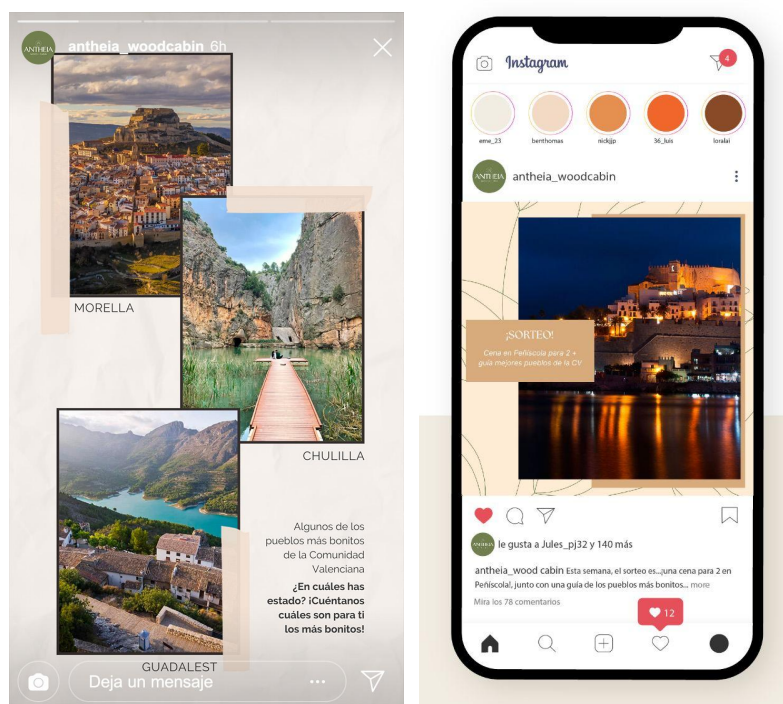 ANTHEIA
antheia_woodcabin 6h
MORELLA
CHULILLA
Algunos de los
pueblos más bonitos
de la Comunidad
Valenciana
¿En cuáles has
estado? ¡Cuéntanos
cuáles son para ti
los más bonitos!
GUADALEST
Deja un mensaje
Instagram
4
eme_23
benthomas
nickjjp
36_luis
loralai
ANTHEIA
antheia_woodcabin
¡SORTEO!
Cena en Peñíscola para 2 +
guía mejores pueblos de la CV
ANTHEIA
le gusta a Jules_pj32 y 140 más
antheia_wood cabin Esta semana, el sorteo es...¡una cena para 2 en
Peñíscola!, junto con una guía de los pueblos más bonitos... more
Mira los 78 comentarios
12